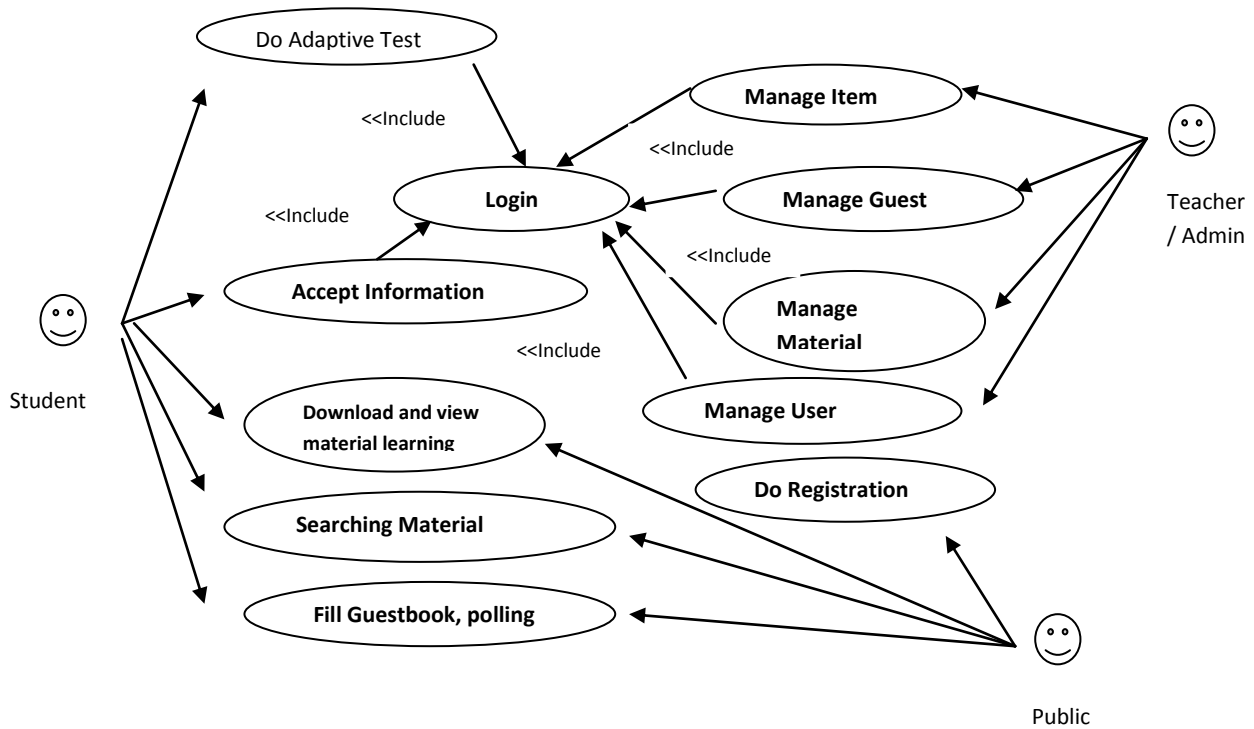 Do Adaptive Test
Manage Item
<<Include
<<Include
Login
Manage Guest
Teacher
/ Admin
<<Include
<<Include
Accept Information
Manage
Material
<<Include
Student
Download and view
material learning
Manage User
Do Registration
Searching Material
Fill Guestbook, polling
Public